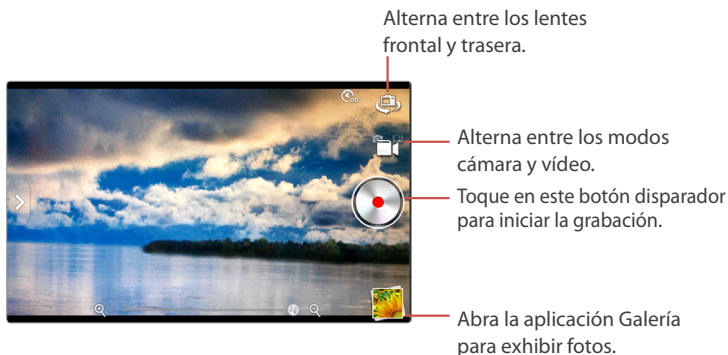 Alterna entre los lentes
frontal y trasera.
Alterna entre los modos
cámara y vídeo.
Toque en este botón disparador
para iniciar la grabación.
Abra la aplicación Galería
para exhibir fotos.